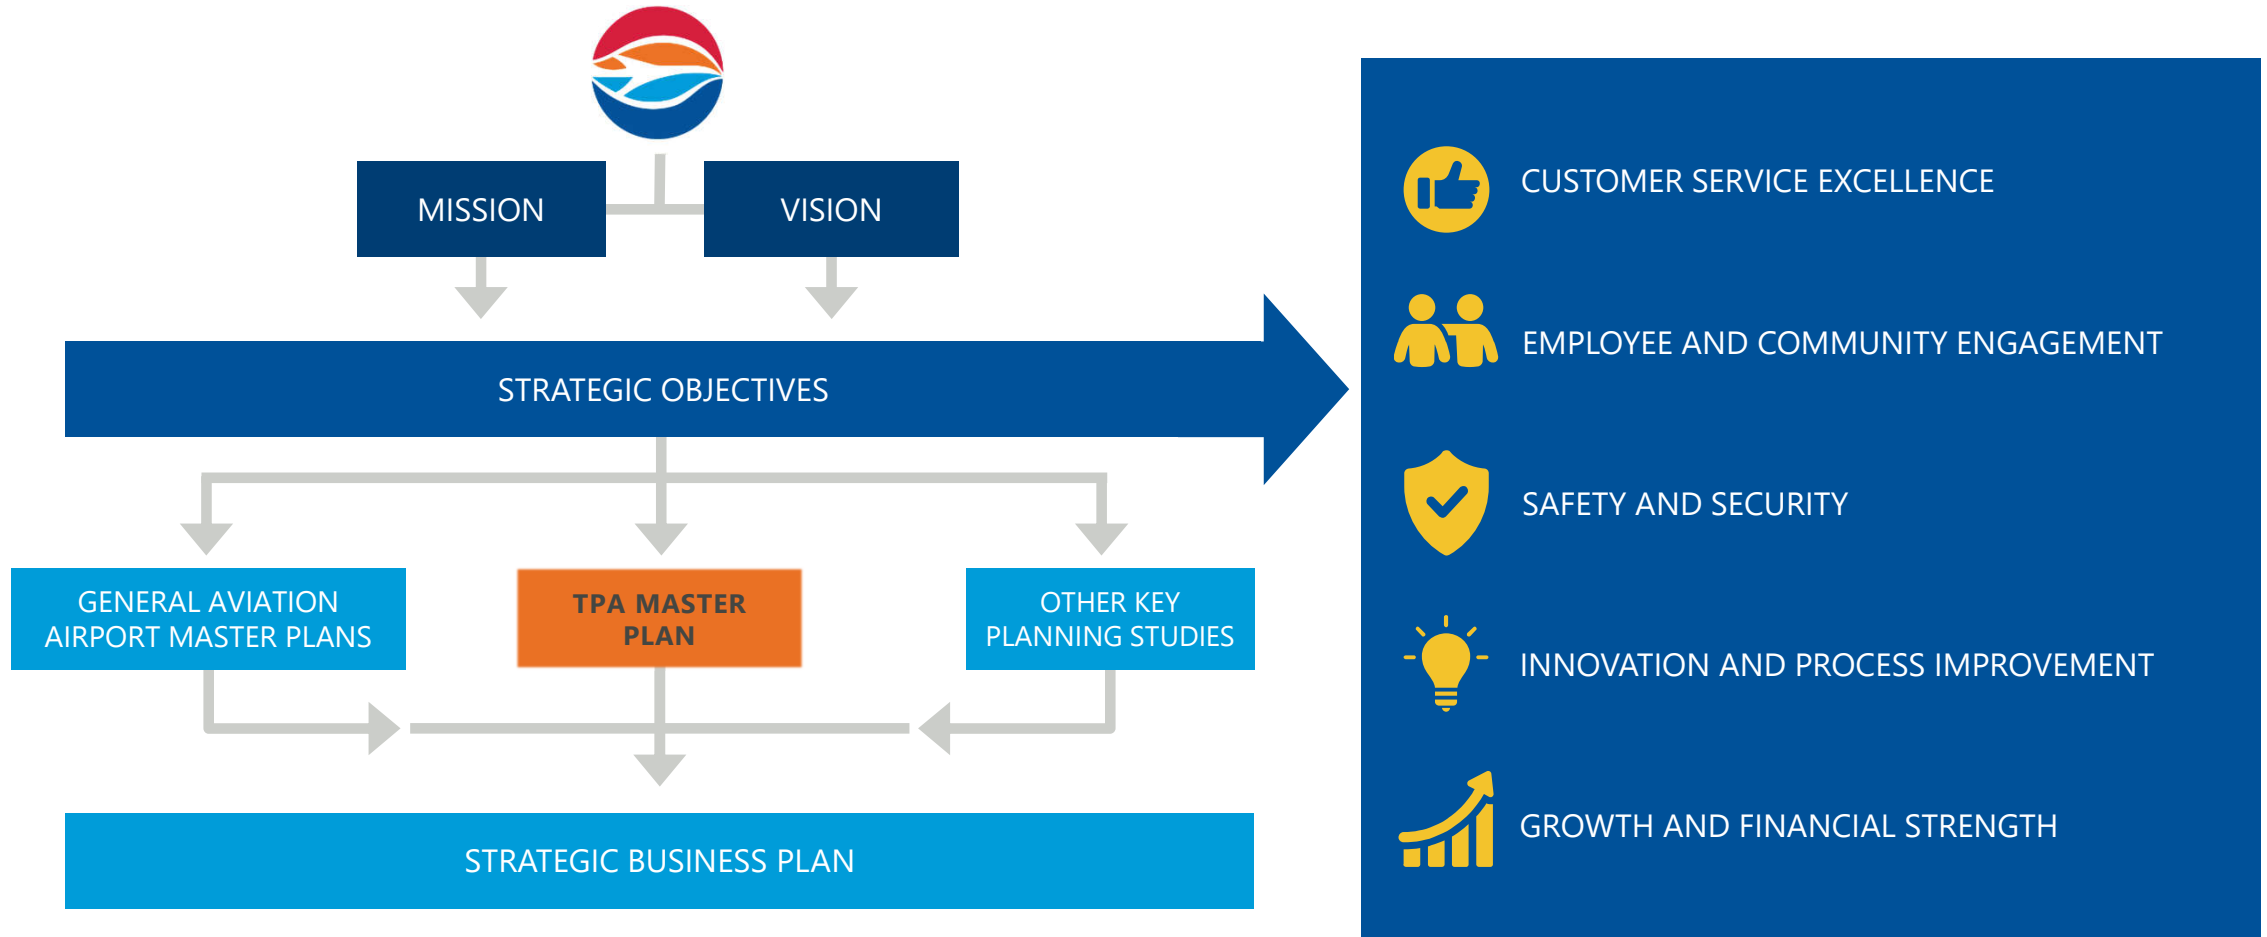 MISSION
VISION
STRATEGIC OBJECTIVES
GENERAL AVIATION
AIRPORT MASTER PLANS
TPA MASTER
PLAN
OTHER KEY
PLANNING STUDIES
STRATEGIC BUSINESS PLAN
CUSTOMER SERVICE EXCELLENCE
EMPLOYEE AND COMMUNITY ENGAGEMENT
SAFETY AND SECURITY
INNOVATION AND PROCESS IMPROVEMENT
GROWTH AND FINANCIAL STRENGTH